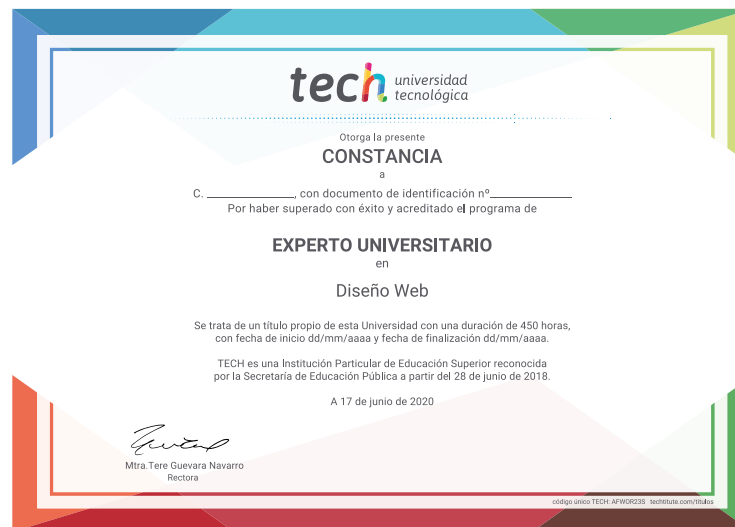 tech universidad
tecnológica
Otorga la presente
CONSTANCIA
a
C. ______________, con documento de identificación nº______________
Por haber superado con éxito y acreditado el programa de
EXPERTO UNIVERSITARIO
en
Diseño Web
Se trata de un título propio de esta Universidad con una duración de 450 horas,
con fecha de inicio dd/mm/aaaa y fecha de finalización dd/mm/aaaa.
TECH es una Institución Particular de Educación Superior reconocida
por la Secretaría de Educación Pública a partir del 28 de junio de 2018.
A 17 de junio de 2020
Mtra.Tere Guevara Navarro
Rectora
código único TECH: AFWOR23S techtitute.com/titulos